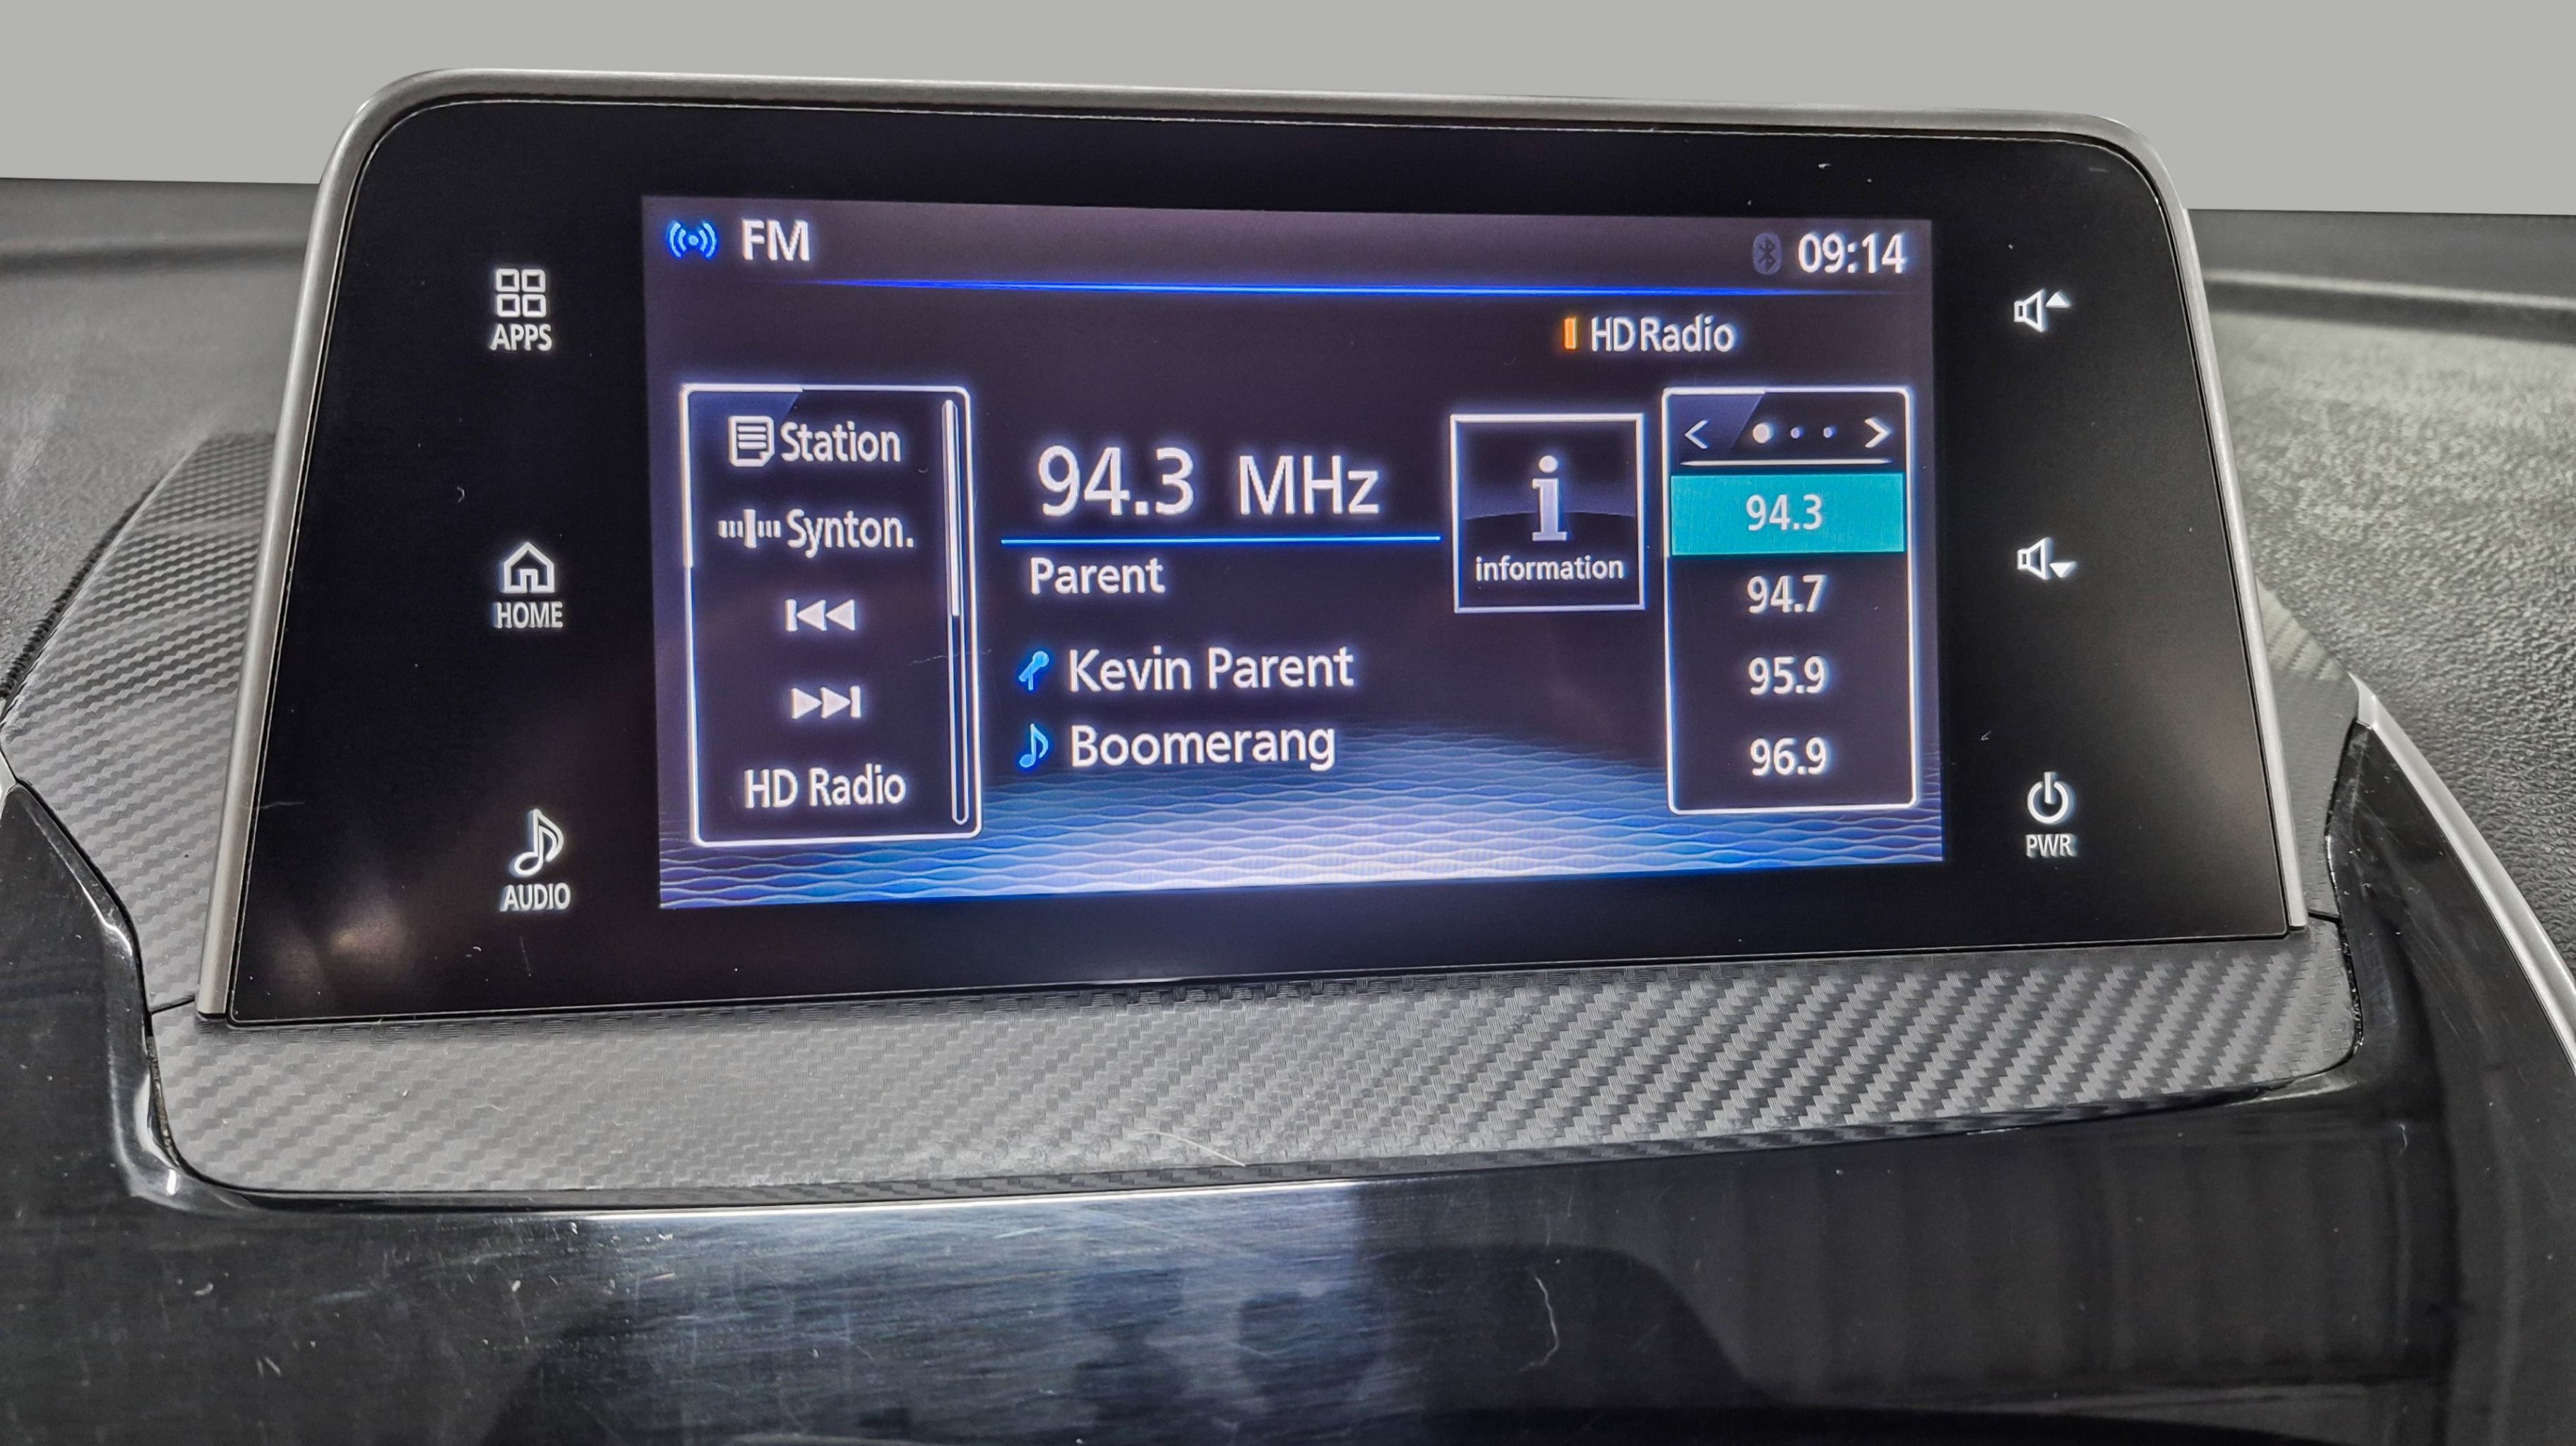 FM
09:14
HD Radio
APPS
HOME
AUDIO
Station
Synton.
HD Radio
94.3 MHz
Parent
Kevin Parent
Boomerang
information
94.3
94.7
95.9
96.9
PWR